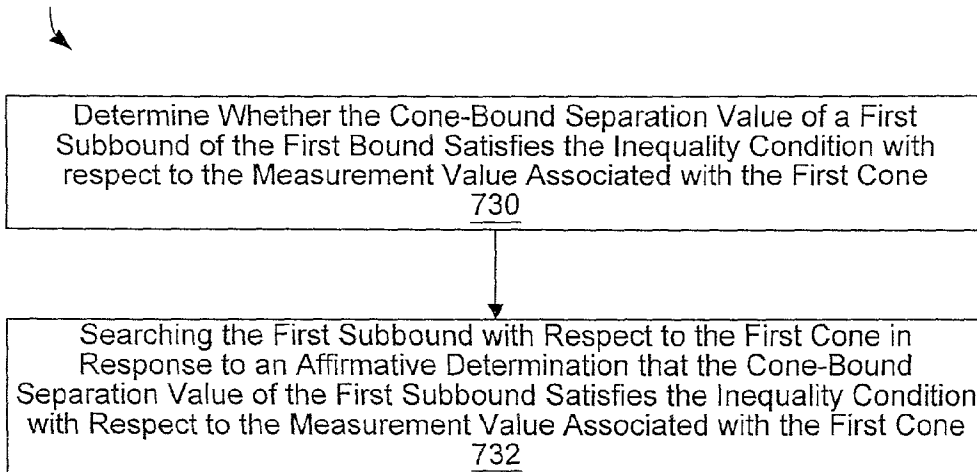 Determine Whether the Cone-Bound Separation Value of a First
Subbound of the First Bound Satisfies the Inequality Condition with
respect to the Measurement Value Associated with the First Cone
730
Searching the First Subbound with Respect to the First Cone in
Response to an Affirmative Determination that the Cone-Bound
Separation Value of the First Subbound Satisfies the Inequality Condition
with Respect to the Measurement Value Associated with the First Cone
732